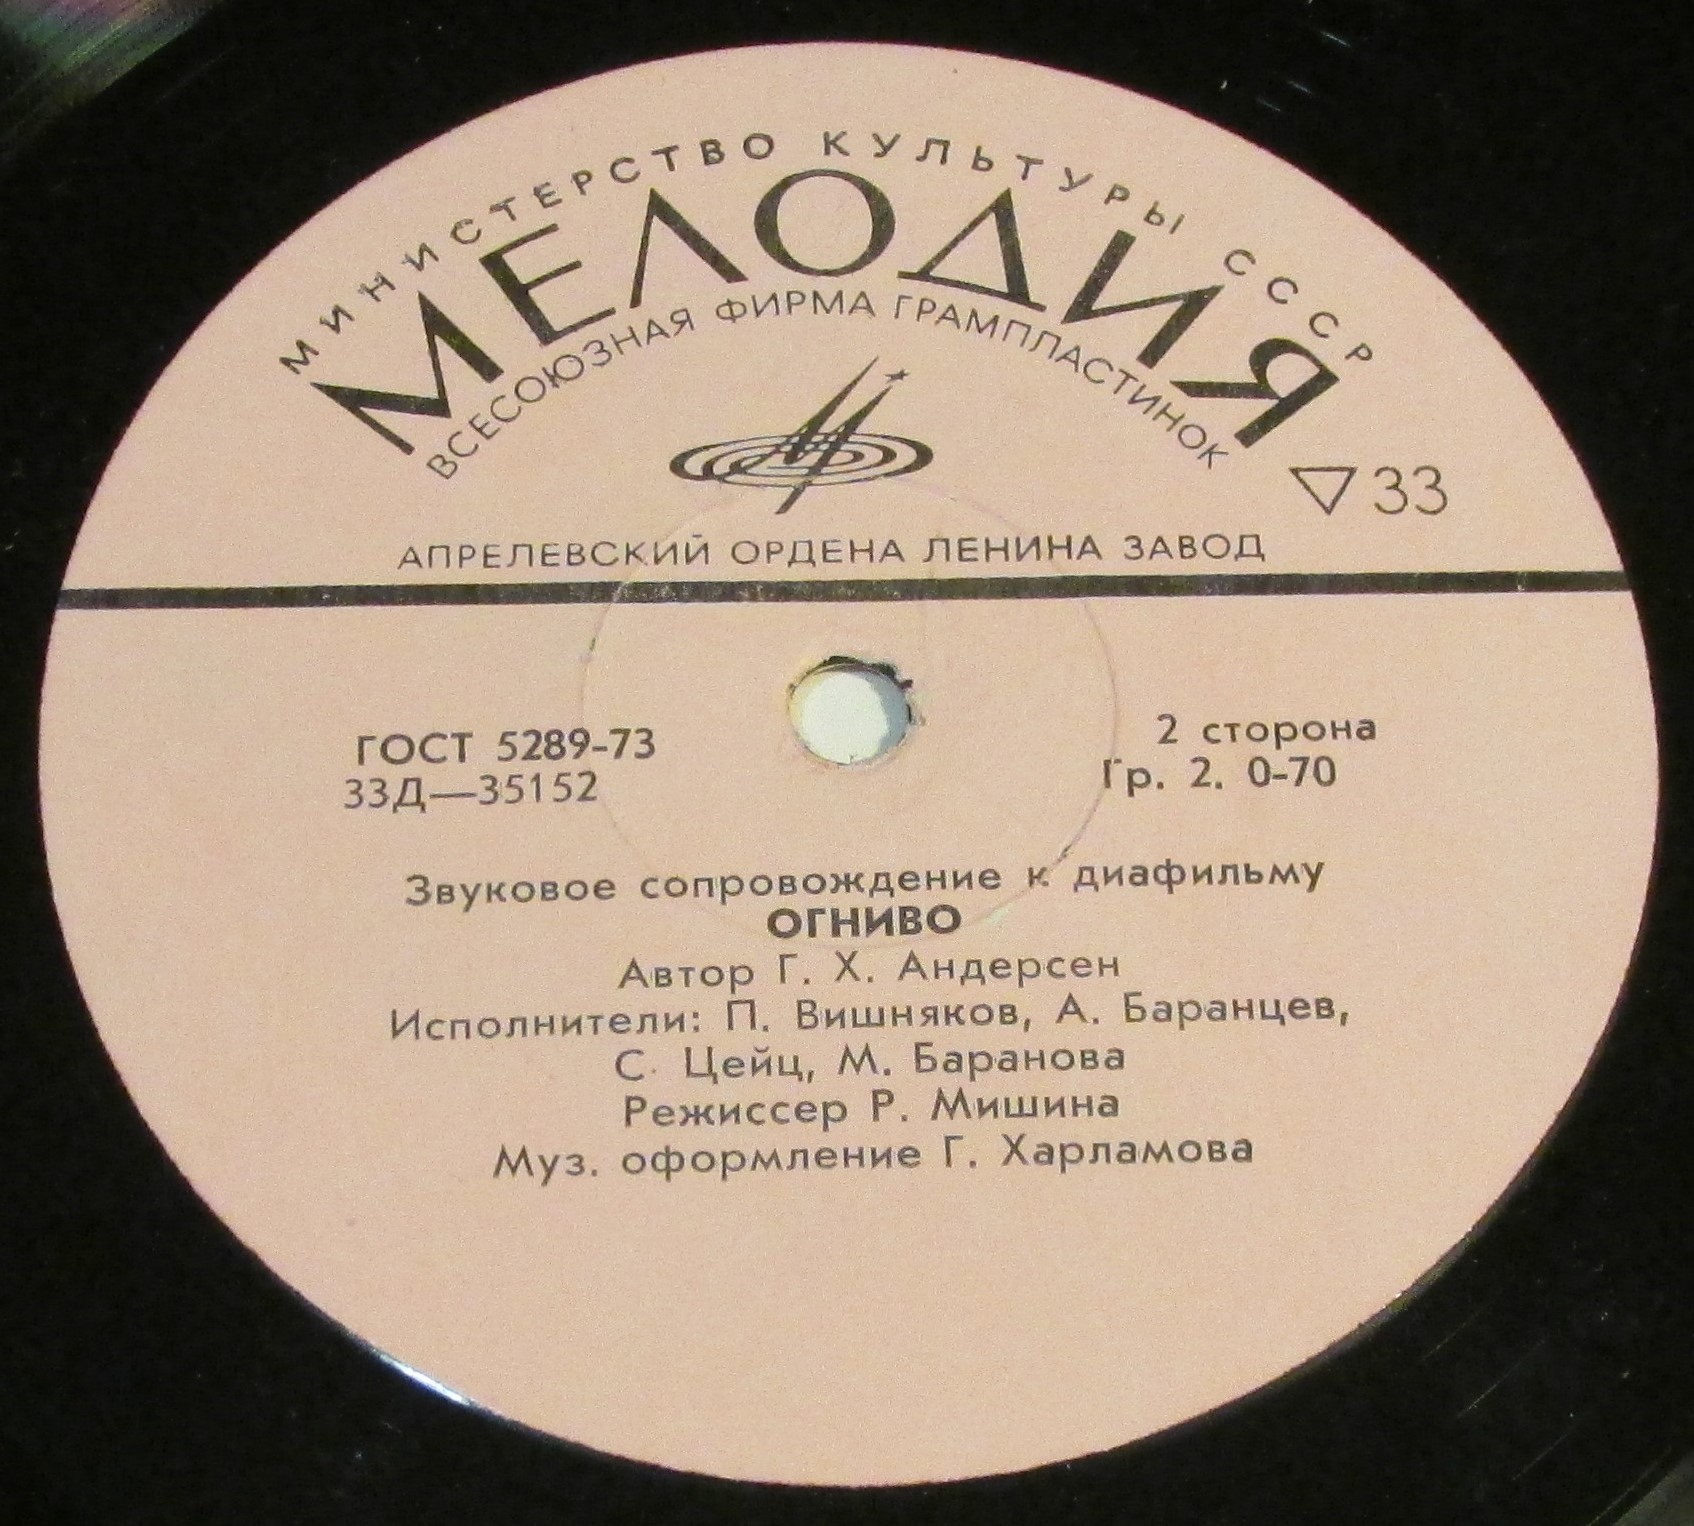 МИНИСТЕРСТВО КУЛЬТУРЫ СССР
МЕЛОДИЯ
ВСЕСОЮЗНАЯ ФИРМА ГРАМПЛАСТИНОК
33
АПРЕЛЕВСКИЙ ОРДЕНА ЛЕНИНА ЗАВОД
ГОСТ 5289-73
33Д—35152
2 сторона
Гр. 2. 0-70
Звуковое сопровождение к диафильму
ОГНИВО
Автор Г. Х. Андерсен
Исполнители: П. Вишняков, А. Баранцев,
С. Цейц, М. Баранова
Режиссер Р. Мишина
Муз. оформление Г. Харламова